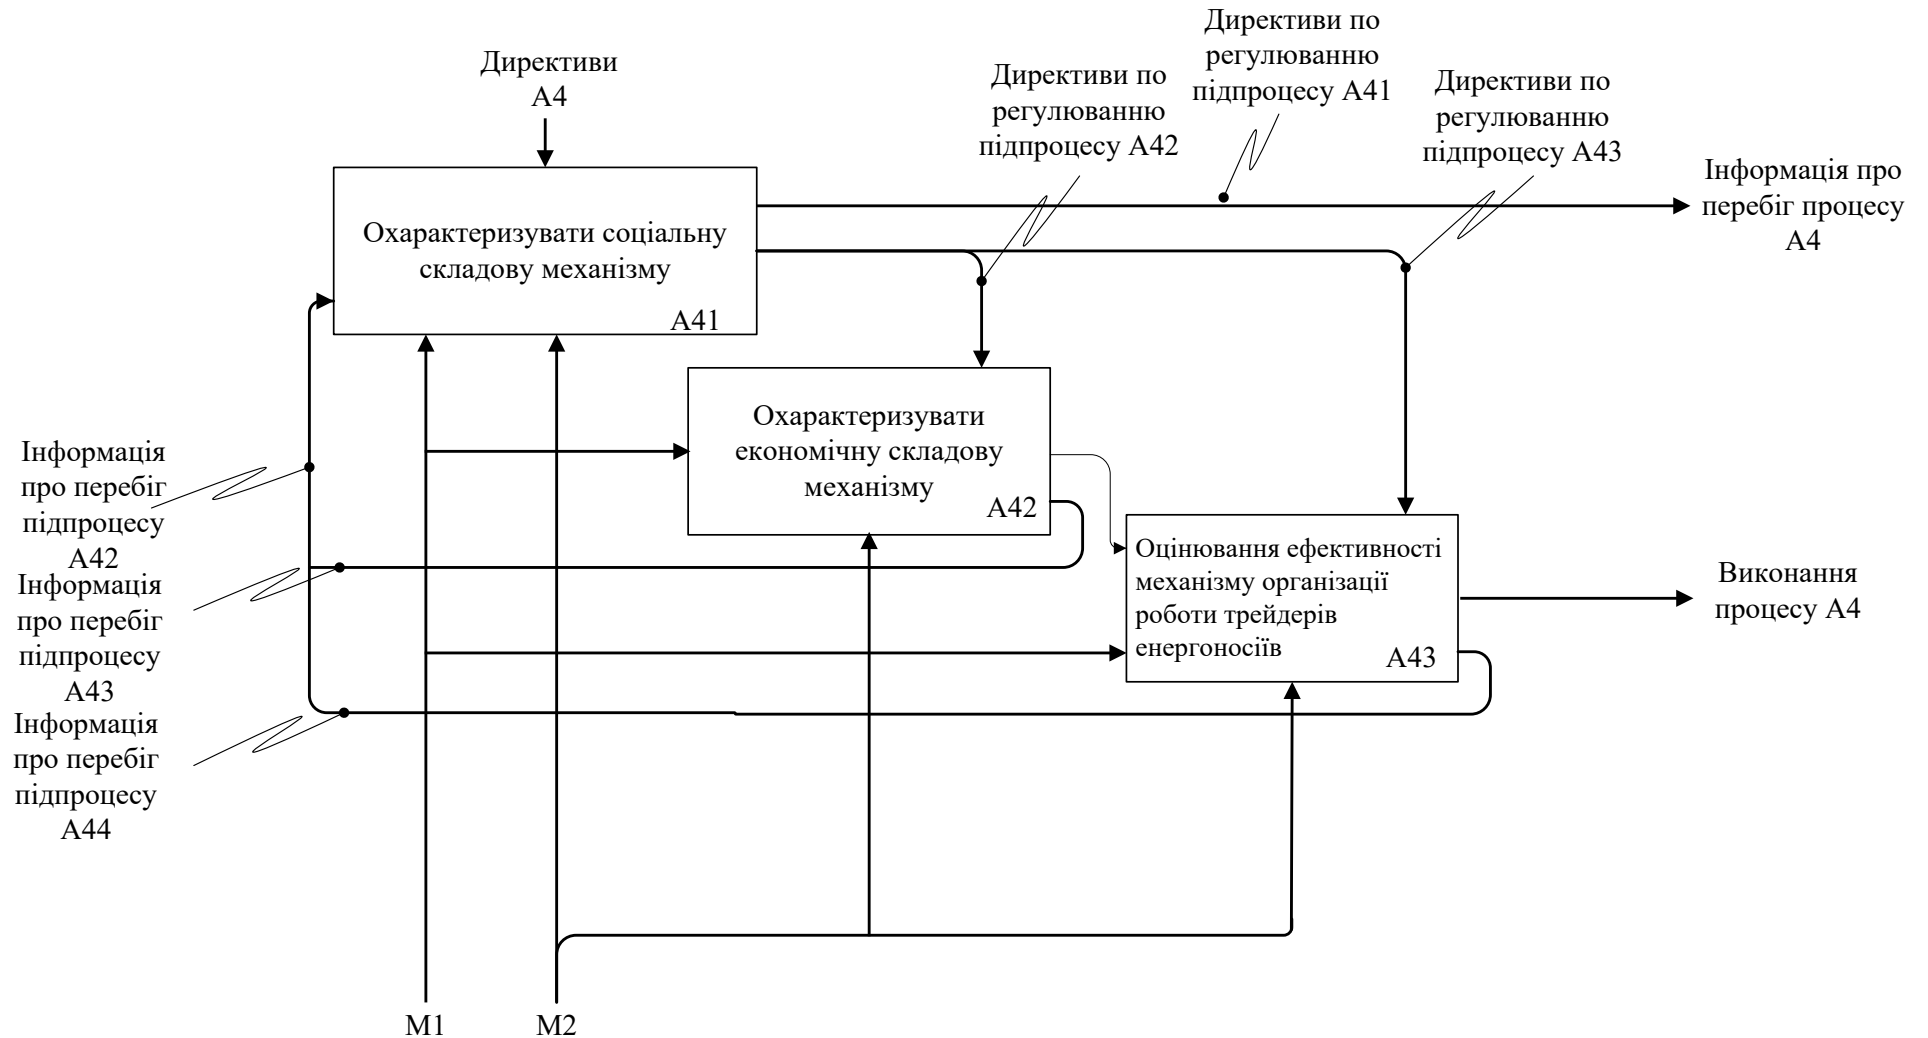 Директиви
А4
Директиви по
регулюванню
підпроцесу А42
Директиви по
регулюванню
підпроцесу А41
Директиви по
регулюванню
підпроцесу А43
Інформація про
перебіг процесу
А4
Охарактеризувати соціальну
складову механізму
А41
Охарактеризувати
економічну складову
механізму
А42
Інформація
про перебіг
підпроцесу
А42
Інформація
про перебіг
підпроцесу
А43
Інформація
про перебіг
підпроцесу
А44
Оцінювання ефективності
механізму організації
роботи трейдерів
енергоносіїв
А43
Виконання
процесу А4
М1
М2